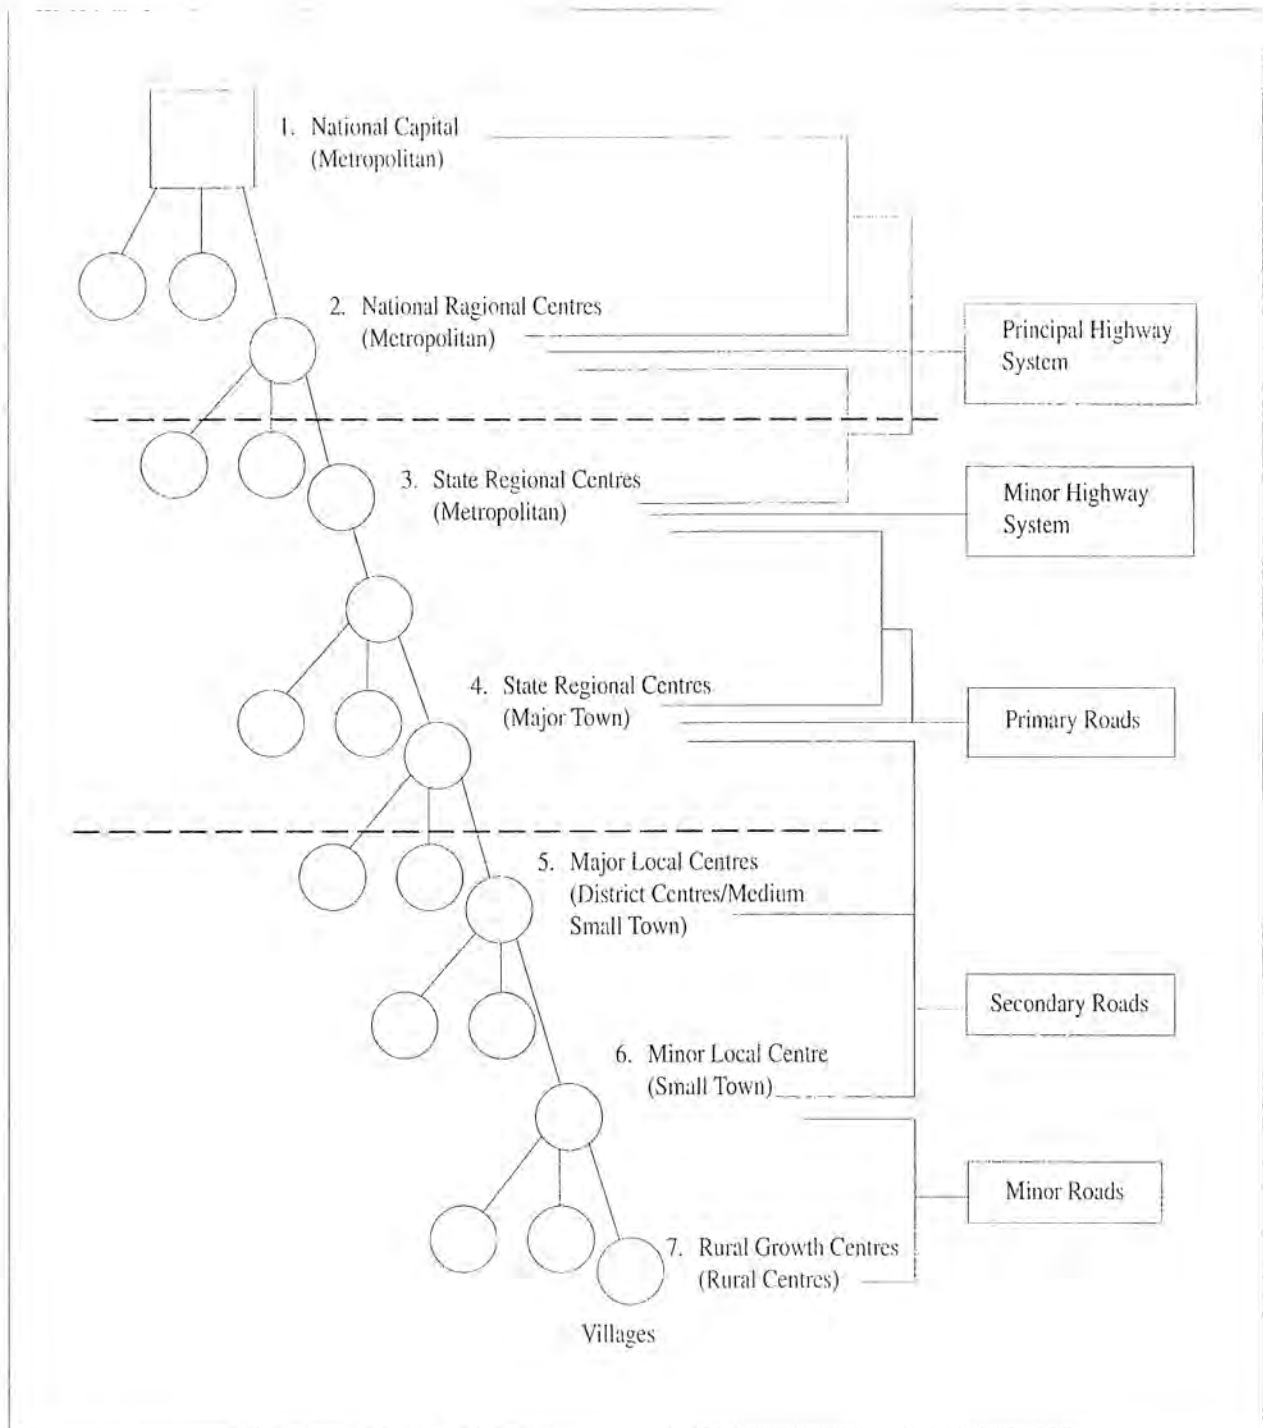 1. National Capital
(Metropolitan)
2. National Ragional Centres
(Metropolitan)
Principal Highway
System
3. State Regional Centres
(Metropolitan)
Minor Highway
System
4. State Regional Centres
(Major Town)
Primary Roads
5. Major Local Centres
(District Centres/Medium
Small Town)
Secondary Roads
6. Minor Local Centre
(Small Town)
Minor Roads
7. Rural Growth Centres
(Rural Centres)
Villages